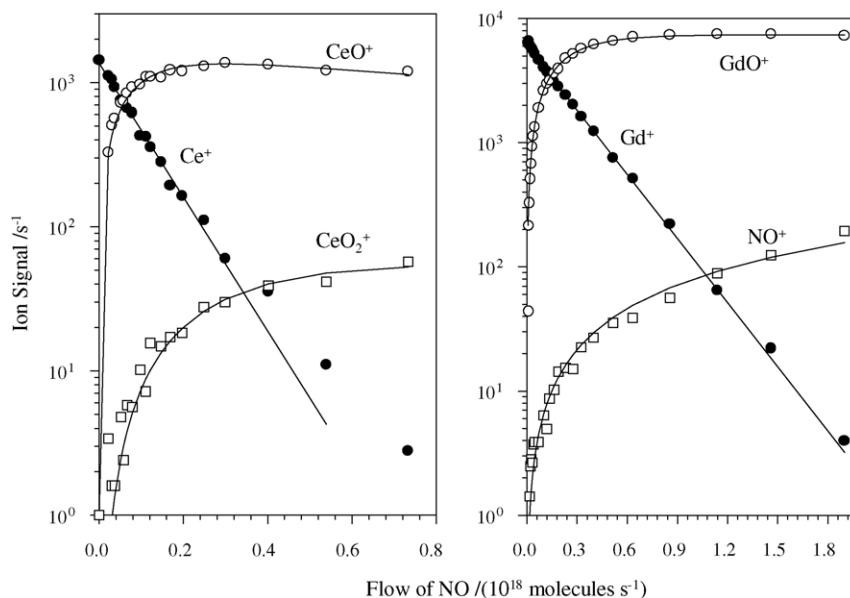 Ion Signal /s⁻¹
10³
10²
10¹
10⁰
CeO⁺
Ce⁺
CeO₂⁺
0.0 0.2 0.4 0.6 0.8
10⁴
10³
10²
10¹
10⁰
GdO⁺
Gd⁺
NO⁺
0.0 0.3 0.6 0.9 1.2 1.5 1.8
Flow of NO /(10¹⁸ molecules s⁻¹)